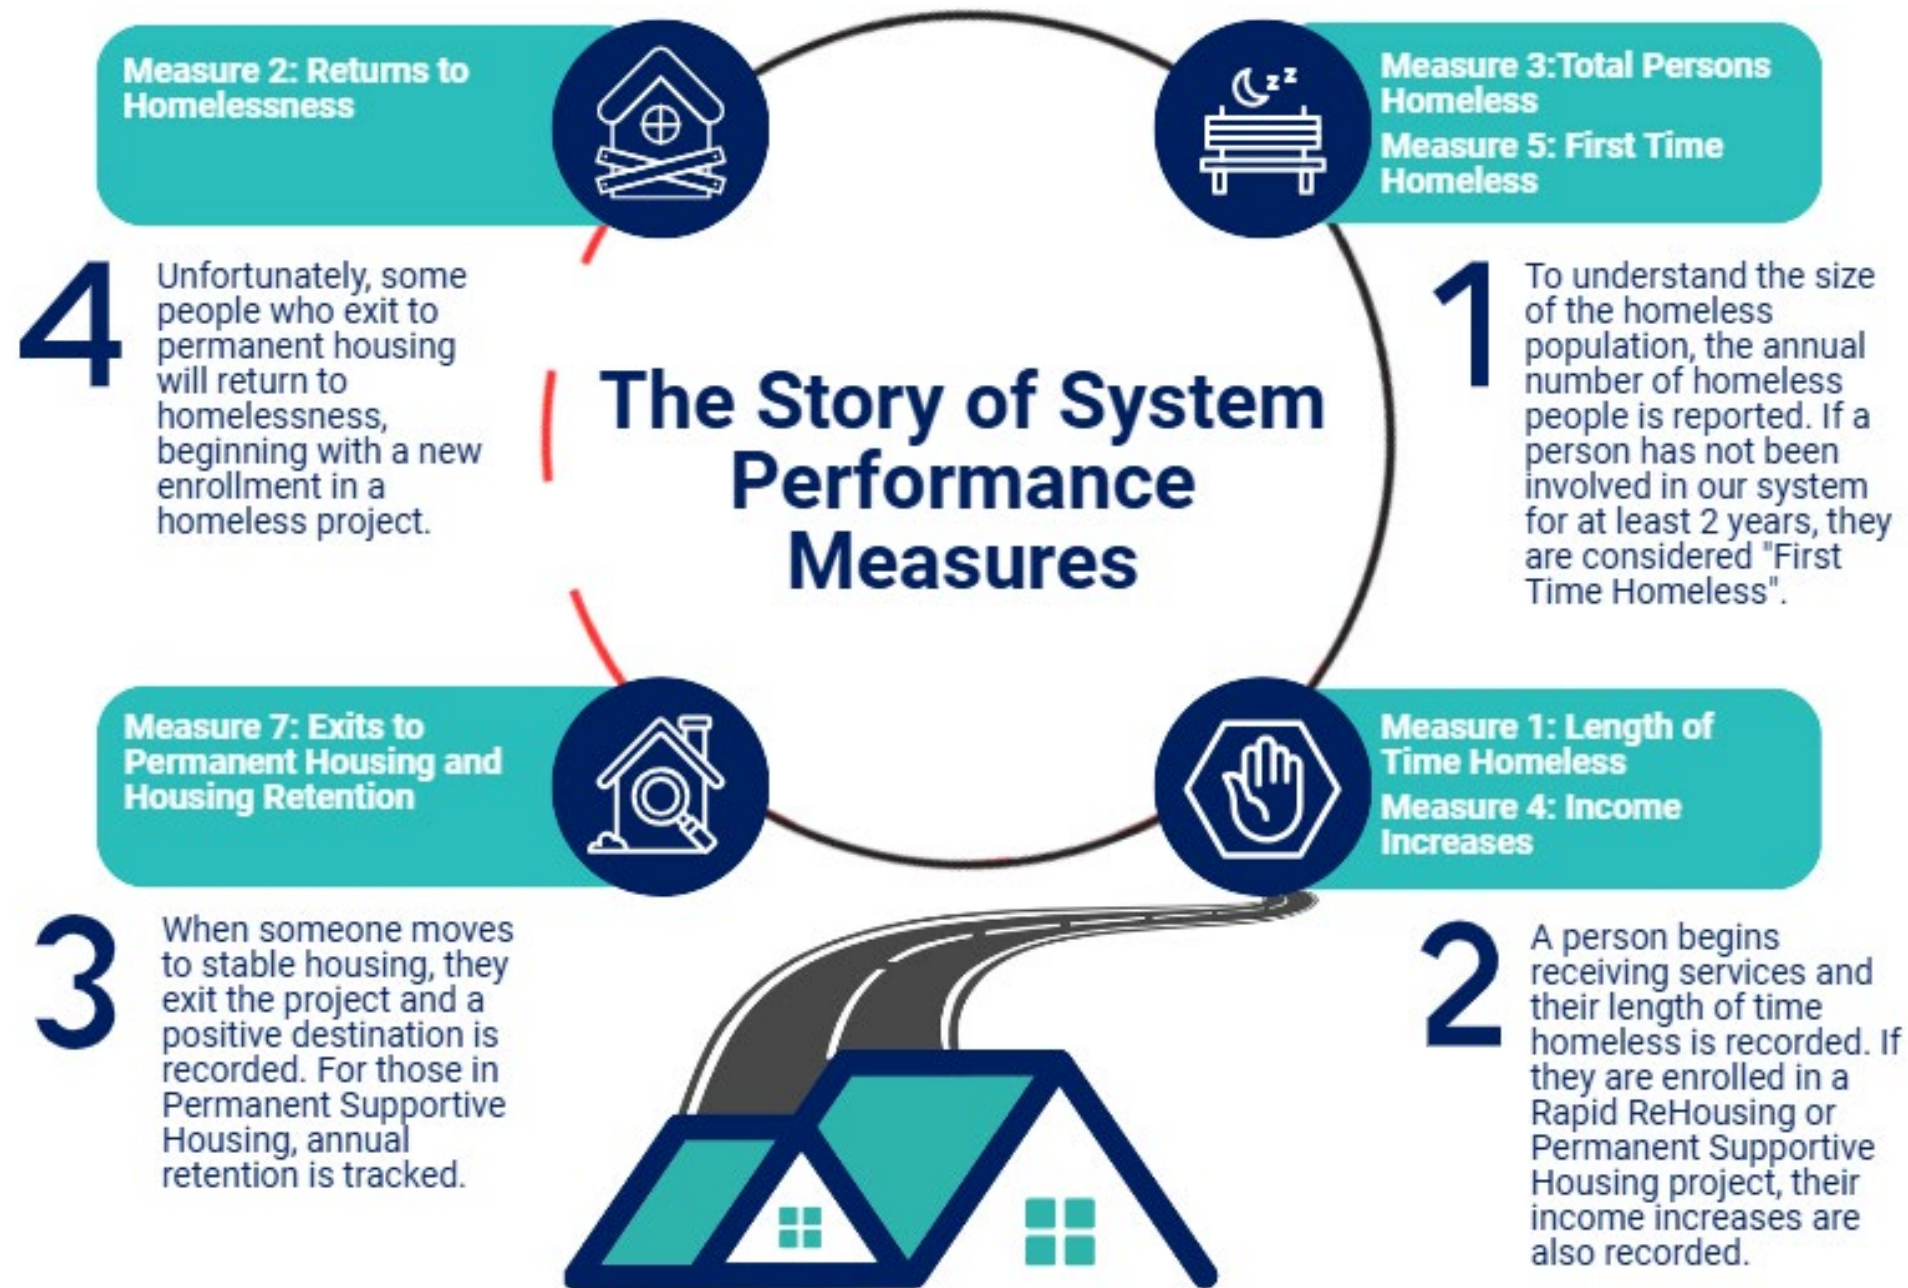 The Story of System
Performance
Measures
Measure 3:Total Persons
Homeless
Measure 5: First Time
Homeless
1
To understand the size
of the homeless
population, the annual
number of homeless
people is reported. If a
person has not been
involved in our system
for at least 2 years, they
are considered "First
Time Homeless".
Measure 1: Length of
Time Homeless
Measure 4: Income
Increases
2
A person begins
receiving services and
their length of time
homeless is recorded. If
they are enrolled in a
Rapid ReHousing or
Permanent Supportive
Housing project, their
income increases are
also recorded.
Measure 7: Exits to
Permanent Housing and
Housing Retention
3
When someone moves
to stable housing, they
exit the project and a
positive destination is
recorded. For those in
Permanent Supportive
Housing, annual
retention is tracked.
Measure 2: Returns to
Homelessness
4
Unfortunately, some
people who exit to
permanent housing
will return to
homelessness,
beginning with a new
enrollment in a
homeless project.
z z